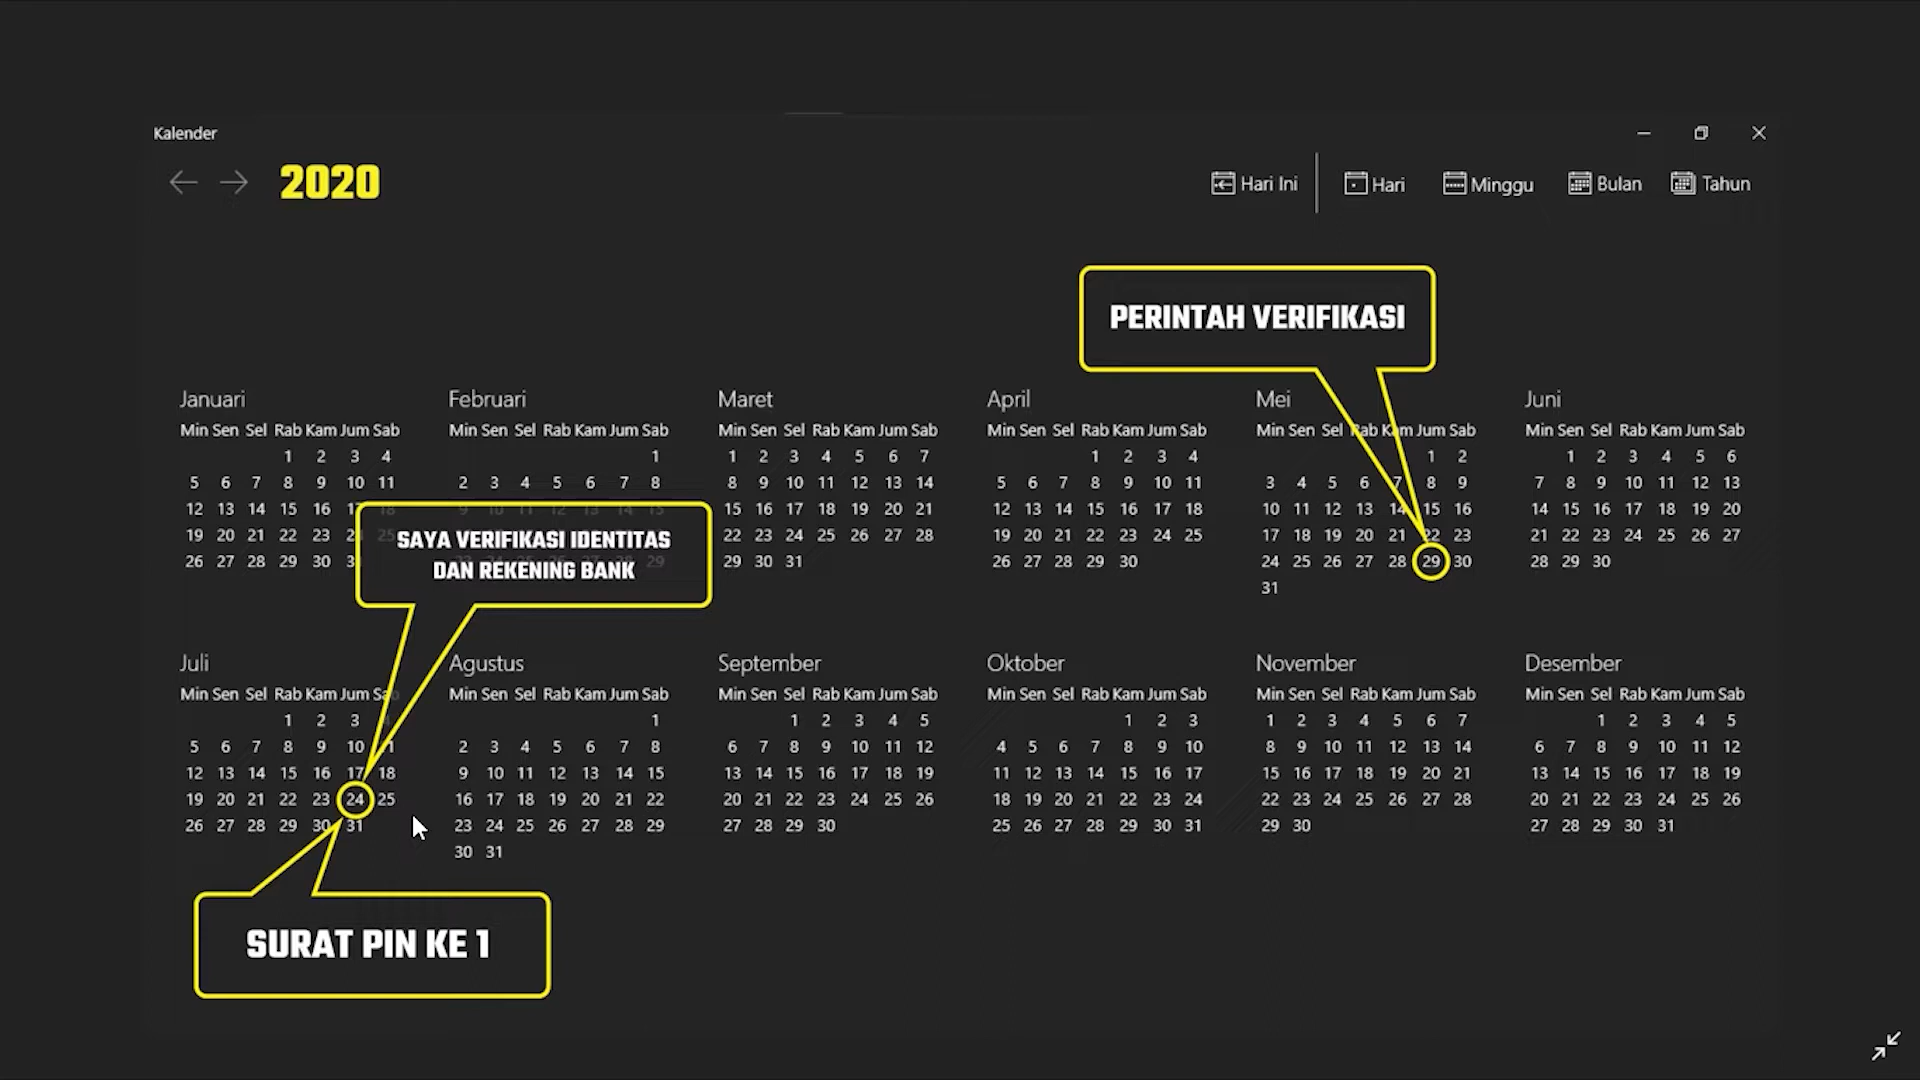 Kalender
2020
Hari Ini
Hari
Minggu
Bulan
Tahun
PERINTAH VERIFIKASI
Januari
Min Sen Sel Rab Kam Jum Sab
1 2 3 4
5 6 7 8 9 10 11
12 13 14 15 16 17 18
19 20 21 22 23 24 25
26 27 28 29 30
Februari
Min Sen Sel Rab Kam Jum Sab
1
2 3 4 5 6 7 8
29
Maret
Min Sen Sel Rab Kam Jum Sab
1 2 3 4 5 6 7
8 9 10 11 12 13 14
15 16 17 18 19 20 21
22 23 24 25 26 27 28
29 30 31
April
Min Sen Sel Rab Kam Jum Sab
1 2 3 4
5 6 7 8 9 10 11
12 13 14 15 16 17 18
19 20 21 22 23 24 25
26 27 28 29 30
Mei
Min Sen Sel Rab Kam Jum Sab
1 2
3 4 5 6 7 8 9
10 11 12 13 14 15 16
17 18 19 20 21 22 23
24 25 26 27 28 29 30
31
Juni
Min Sen Sel Rab Kam Jum Sab
1 2 3 4 5 6
7 8 9 10 11 12 13
14 15 16 17 18 19 20
21 22 23 24 25 26 27
28 29 30
SAYA VERIFIKASI IDENTITAS
DAN REKENING BANK
Juli
Min Sen Sel Rab Kam Jum Sab
1 2 3 4
5 6 7 8 9 10 11
12 13 14 15 16 17 18
19 20 21 22 23 24 25
26 27 28 29 30 31
Agustus
Min Sen Sel Rab Kam Jum Sab
1
2 3 4 5 6 7 8
9 10 11 12 13 14 15
16 17 18 19 20 21 22
23 24 25 26 27 28 29
30 31
September
Min Sen Sel Rab Kam Jum Sab
1 2 3 4 5
6 7 8 9 10 11 12
13 14 15 16 17 18 19
20 21 22 23 24 25 26
27 28 29 30
Oktober
Min Sen Sel Rab Kam Jum Sab
1 2 3
4 5 6 7 8 9 10
11 12 13 14 15 16 17
18 19 20 21 22 23 24
25 26 27 28 29 30 31
November
Min Sen Sel Rab Kam Jum Sab
1 2 3 4 5 6 7
8 9 10 11 12 13 14
15 16 17 18 19 20 21
22 23 24 25 26 27 28
29 30
Desember
Min Sen Sel Rab Kam Jum Sab
1 2 3 4 5
6 7 8 9 10 11 12
13 14 15 16 17 18 19
20 21 22 23 24 25 26
27 28 29 30 31
SURAT PIN KE 1